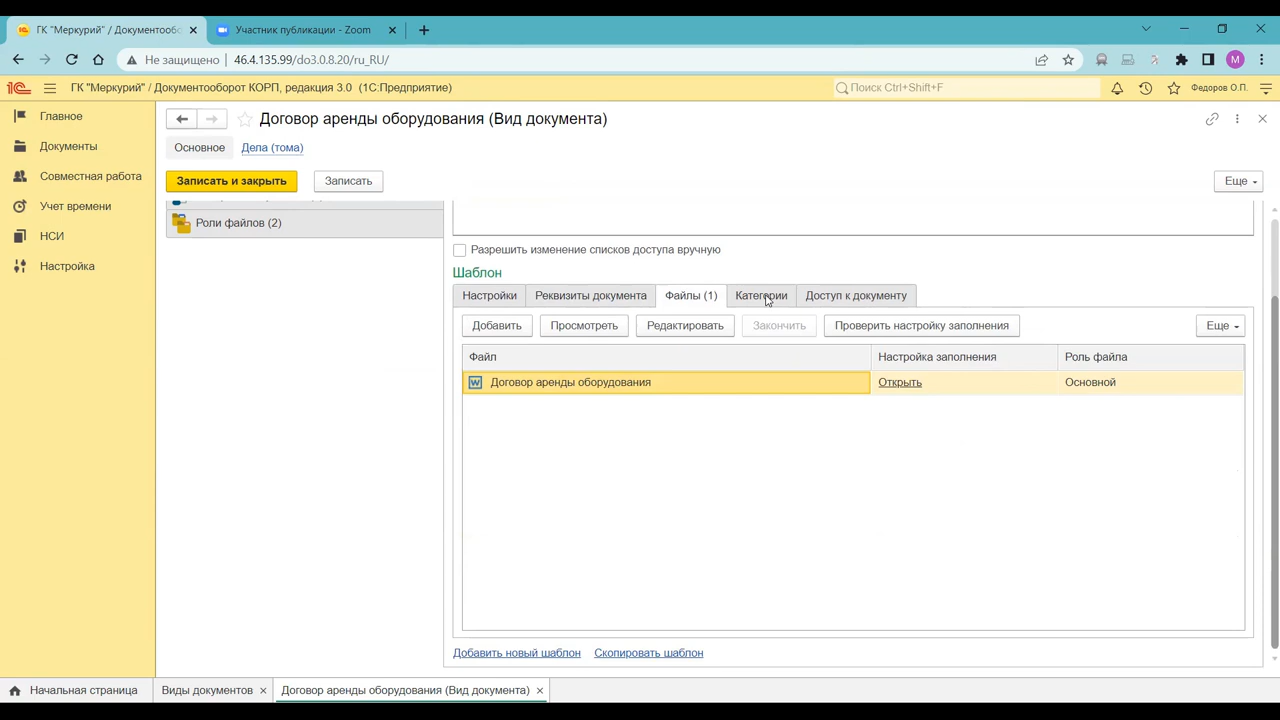 ГК "Меркурий" / Документообо
Участник публикации - Zoom
Не защищено
46.4.135.99/do3.0.8.20/ru_RU/
M
1С
ГК "Меркурий" / Документооборот КОРП, редакция 3.0 (1С:Предприятие)
Поиск Ctrl+Shift+F
Федоров О.П.
Главное
Документы
Совместная работа
Учет времени
НСИ
Настройка
Договор аренды оборудования (Вид документа)
Основное
Дела (тома)
Записать и закрыть
Записать
Еще
Роли файлов (2)
Разрешить изменение списков доступа вручную
Шаблон
Настройки
Реквизиты документа
Файлы (1)
Категории
Доступ к документу
Добавить
Просмотреть
Редактировать
Закончить
Проверить настройку заполнения
Еще
Файл
Настройка заполнения
Роль файла
W Договор аренды оборудования
Открыть
Основной
Добавить новый шаблон
Скопировать шаблон
Начальная страница
Виды документов
Договор аренды оборудования (Вид документа)